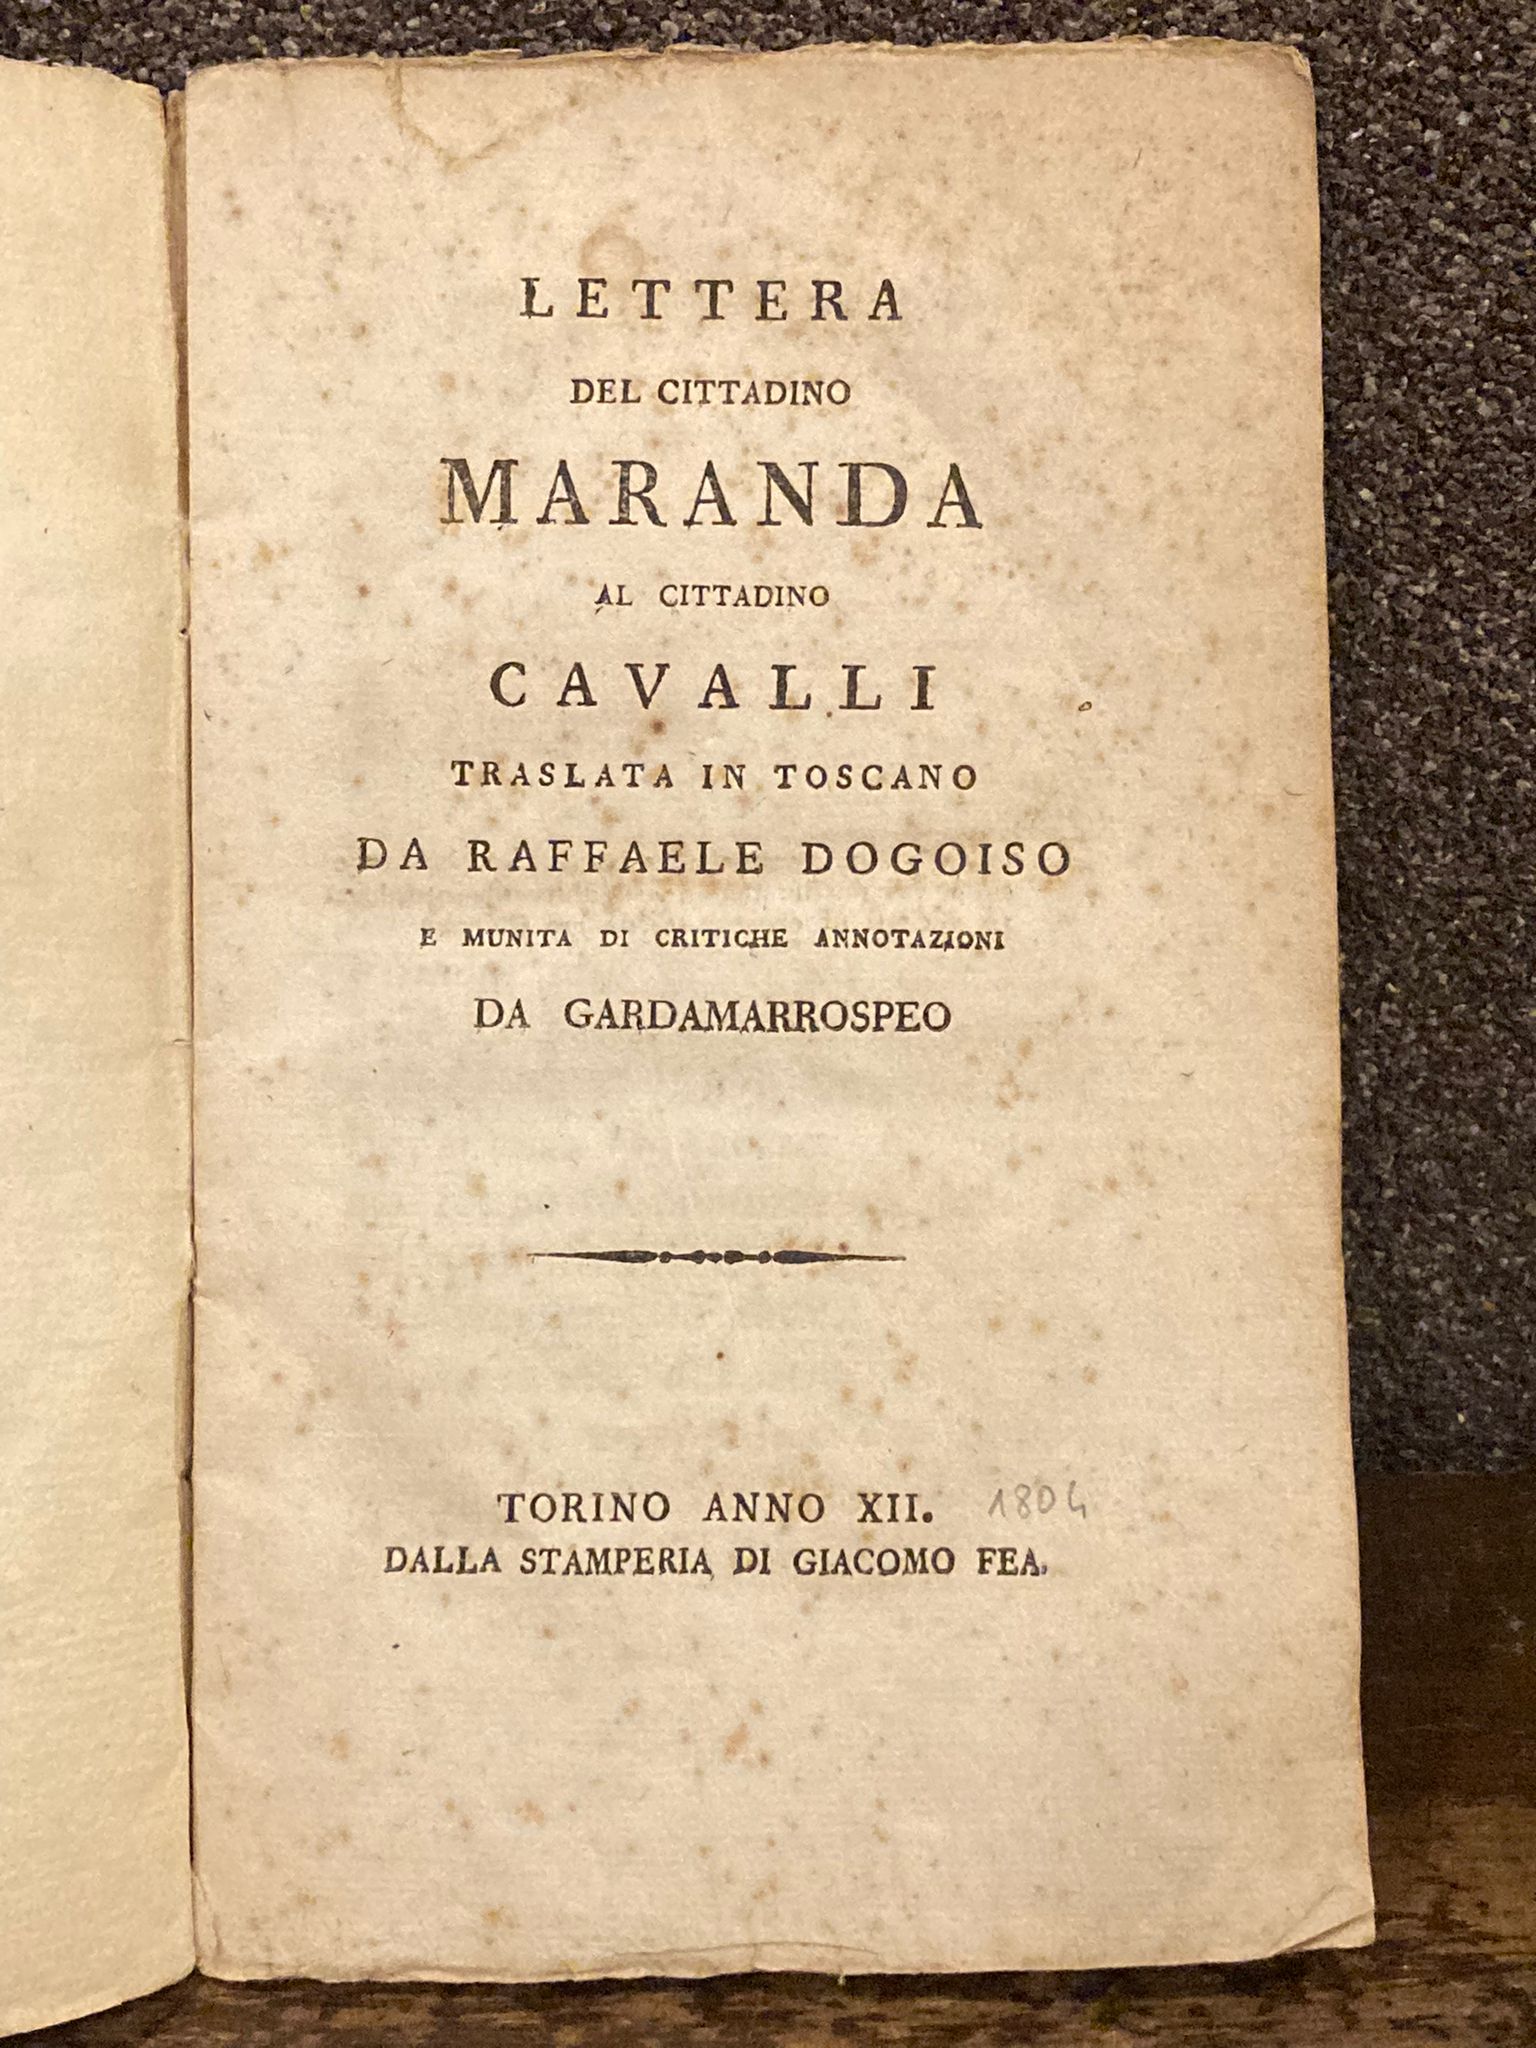 LETTERA
DEL CITTADINO
MARANDA
AL CITTADINO
CAVALLI
TRASLATA IN TOSCANO
DA RAFFAELE DOGOISO
E MUNITA DI CRITICHE ANNOTAZIONI
DA GARDAMARROSPEO
TORINO ANNO XII. 1804
DALLA STAMPERIA DI GIACOMO FEA.